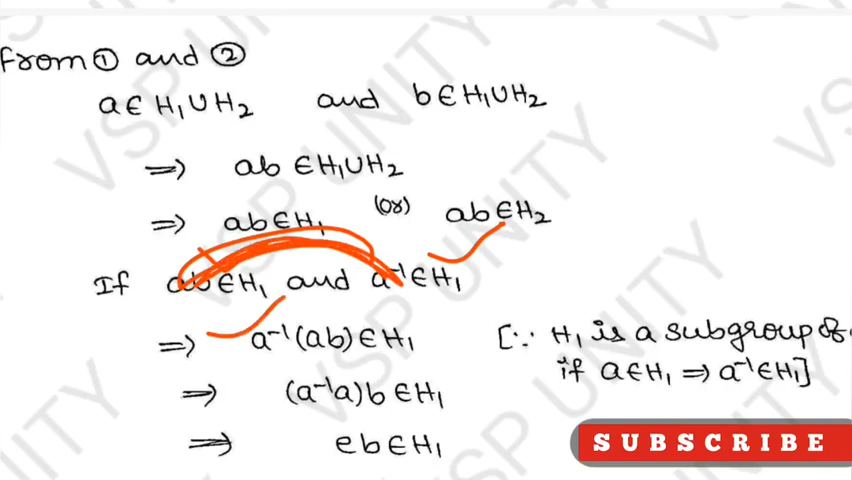 From ① and ②
a ∈ H₁∪H₂ and b ∈ H₁∪H₂
⇒ ab ∈ H₁∪H₂
⇒ ab ∈ H₁ (or) ab ∈ H₂
If ab ∈ H₁ and a⁻¹ ∈ H₁
⇒ a⁻¹(ab) ∈ H₁ [∵ H₁ is a subgroup of
if a ∈ H₁ ⇒ a⁻¹ ∈ H₁]
⇒ (a⁻¹a)b ∈ H₁
⇒ eb ∈ H₁
SUBSCRIBE
VSP UNITY